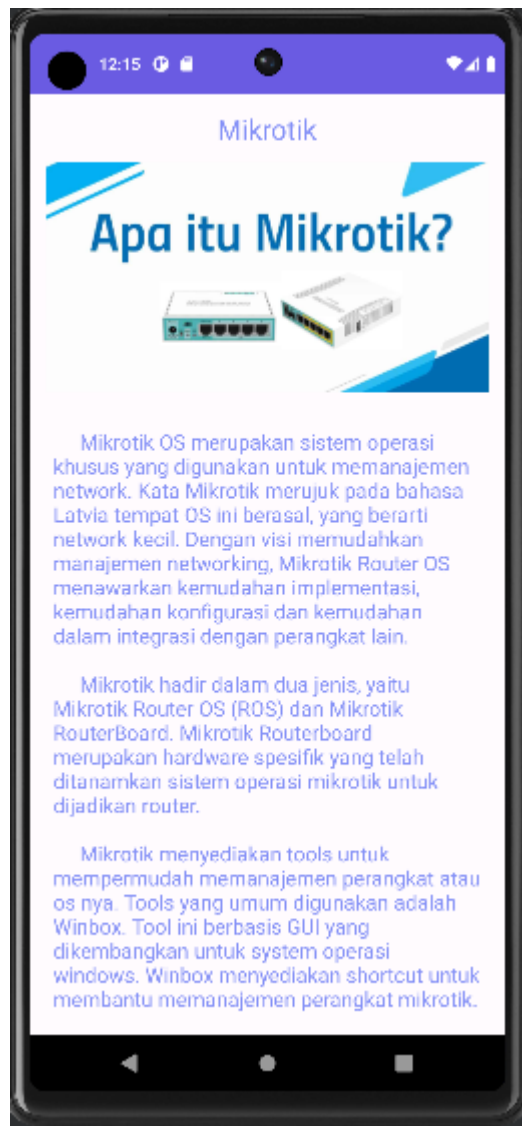 12:15
Mikrotik
Apa itu Mikrotik?
Mikrotik OS merupakan sistem operasi
khusus yang digunakan untuk memanajemen
network. Kata Mikrotik merujuk pada bahasa
Latvia tempat OS ini berasal, yang berarti
network kecil. Dengan visi memudahkan
manajemen networking, Mikrotik Router OS
menawarkan kemudahan implementasi,
kemudahan konfigurasi dan kemudahan
dalam integrasi dengan perangkat lain.
Mikrotik hadir dalam dua jenis, yaitu
Mikrotik Router OS (ROS) dan Mikrotik
RouterBoard. Mikrotik Routerboard
merupakan hardware spesifik yang telah
ditanamkan sistem operasi mikrotik untuk
dijadikan router.
Mikrotik menyediakan tools untuk
mempermudah memanajemen perangkat atau
os nya. Tools yang umum digunakan adalah
Winbox. Tool ini berbasis GUI yang
dikembangkan untuk system operasi
windows. Winbox menyediakan shortcut untuk
membantu memanajemen perangkat mikrotik.